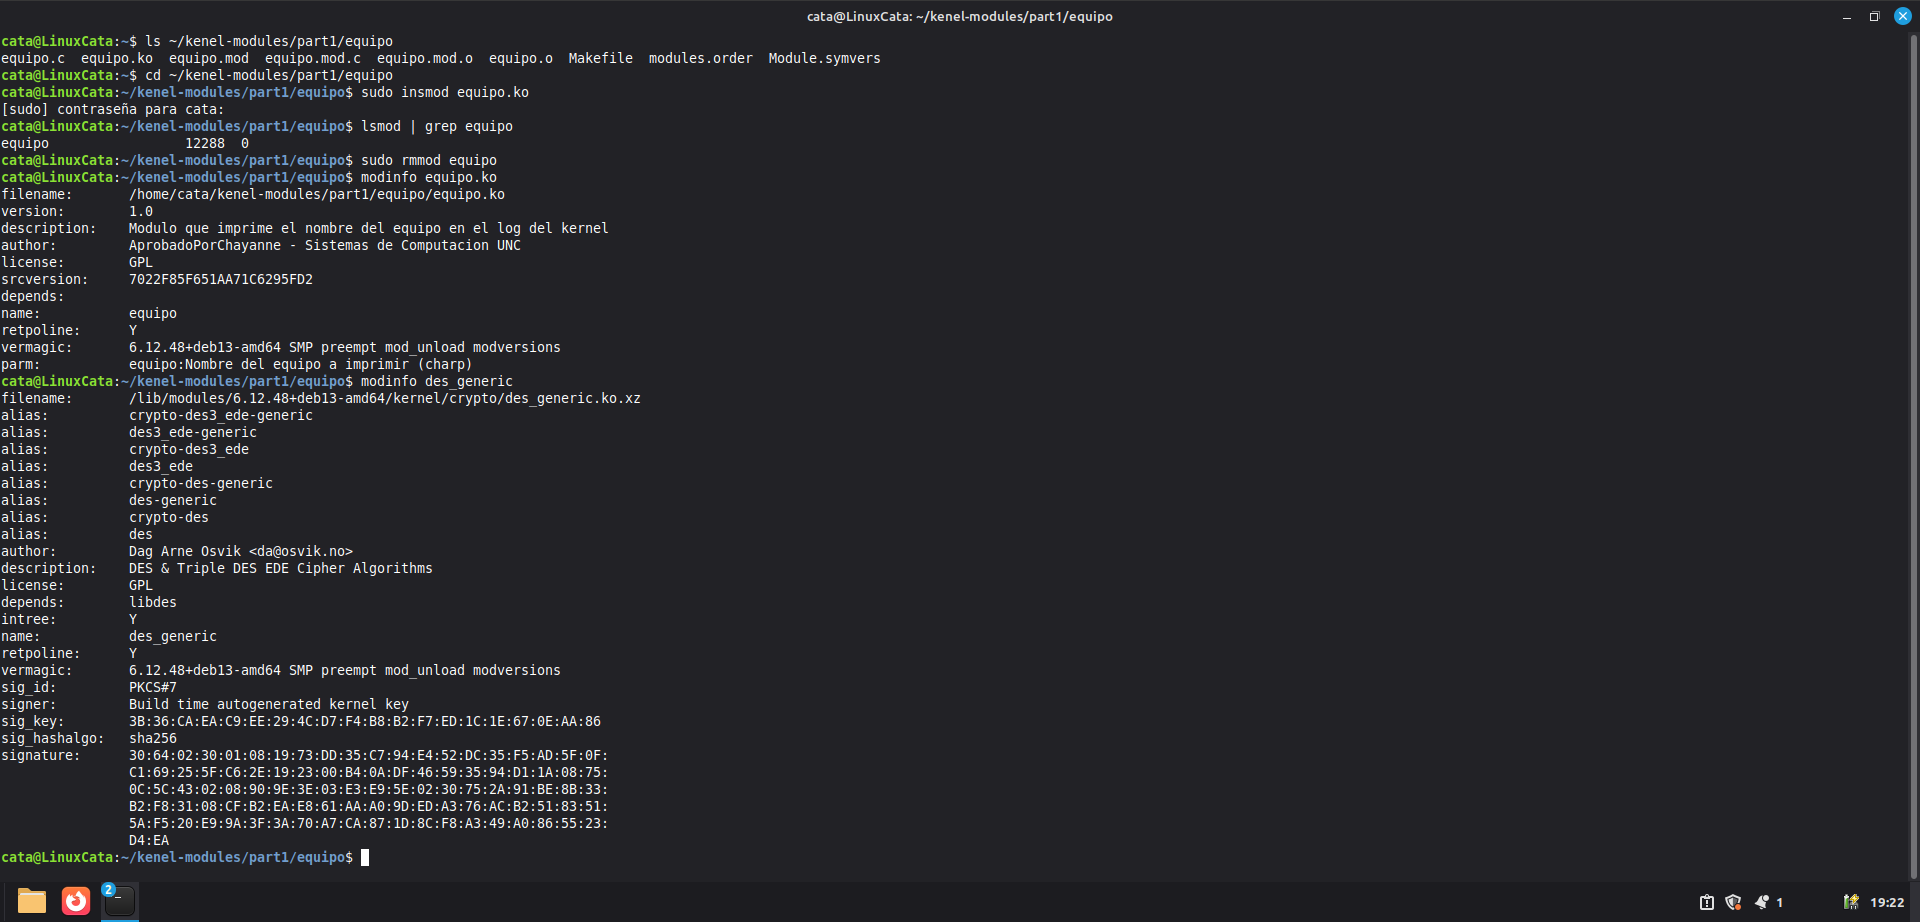 cata@LinuxCata: ~/kenel-modules/part1/equipo
cata@LinuxCata:~$ ls ~/kenel-modules/part1/equipo
equipo.c  equipo.ko  equipo.mod  equipo.mod.c  equipo.mod.o  equipo.o  Makefile  modules.order  Module.symvers
cata@LinuxCata:~$ cd ~/kenel-modules/part1/equipo
cata@LinuxCata:~/kenel-modules/part1/equipo$ sudo insmod equipo.ko
[sudo] contraseña para cata:
cata@LinuxCata:~/kenel-modules/part1/equipo$ lsmod | grep equipo
equipo                 12288  0
cata@LinuxCata:~/kenel-modules/part1/equipo$ sudo rmmod equipo
cata@LinuxCata:~/kenel-modules/part1/equipo$ modinfo equipo.ko
filename:       /home/cata/kenel-modules/part1/equipo/equipo.ko
version:        1.0
description:    Modulo que imprime el nombre del equipo en el log del kernel
author:         AprobadoPorChayanne - Sistemas de Computacion UNC
license:        GPL
srcversion:     7022F85F651AA71C6295FD2
depends:
name:           equipo
retpoline:      Y
vermagic:       6.12.48+deb13-amd64 SMP preempt mod_unload modversions
parm:           equipo:Nombre del equipo a imprimir (charp)
cata@LinuxCata:~/kenel-modules/part1/equipo$ modinfo des_generic
filename:       /lib/modules/6.12.48+deb13-amd64/kernel/crypto/des_generic.ko.xz
alias:          crypto-des3_ede-generic
alias:          des3_ede-generic
alias:          crypto-des3_ede
alias:          des3_ede
alias:          crypto-des-generic
alias:          des-generic
alias:          crypto-des
alias:          des
author:         Dag Arne Osvik <da@osvik.no>
description:    DES & Triple DES EDE Cipher Algorithms
license:        GPL
depends:        libdes
intree:         Y
name:           des_generic
retpoline:      Y
vermagic:       6.12.48+deb13-amd64 SMP preempt mod_unload modversions
sig_id:         PKCS#7
signer:         Build time autogenerated kernel key
sig_key:        3B:36:CA:EA:C9:EE:29:4C:D7:F4:B8:B2:F7:ED:1C:1E:67:0E:AA:86
sig_hashalgo:   sha256
signature:      30:64:02:30:01:08:19:73:DD:35:C7:94:E4:52:DC:35:F5:AD:5F:0F:
                C1:69:25:5F:C6:2E:19:23:00:B4:0A:DF:46:59:35:94:D1:1A:08:75:
                0C:5C:43:02:08:90:9E:3E:03:E3:E9:5E:02:30:75:2A:91:BE:8B:33:
                B2:F8:31:08:CF:B2:EA:E8:61:AA:A0:9D:ED:A3:76:AC:B2:51:83:51:
                5A:F5:20:E9:9A:3F:3A:70:A7:CA:87:1D:8C:F8:A3:49:A0:86:55:23:
                D4:EA
cata@LinuxCata:~/kenel-modules/part1/equipo$
2
1
19:22